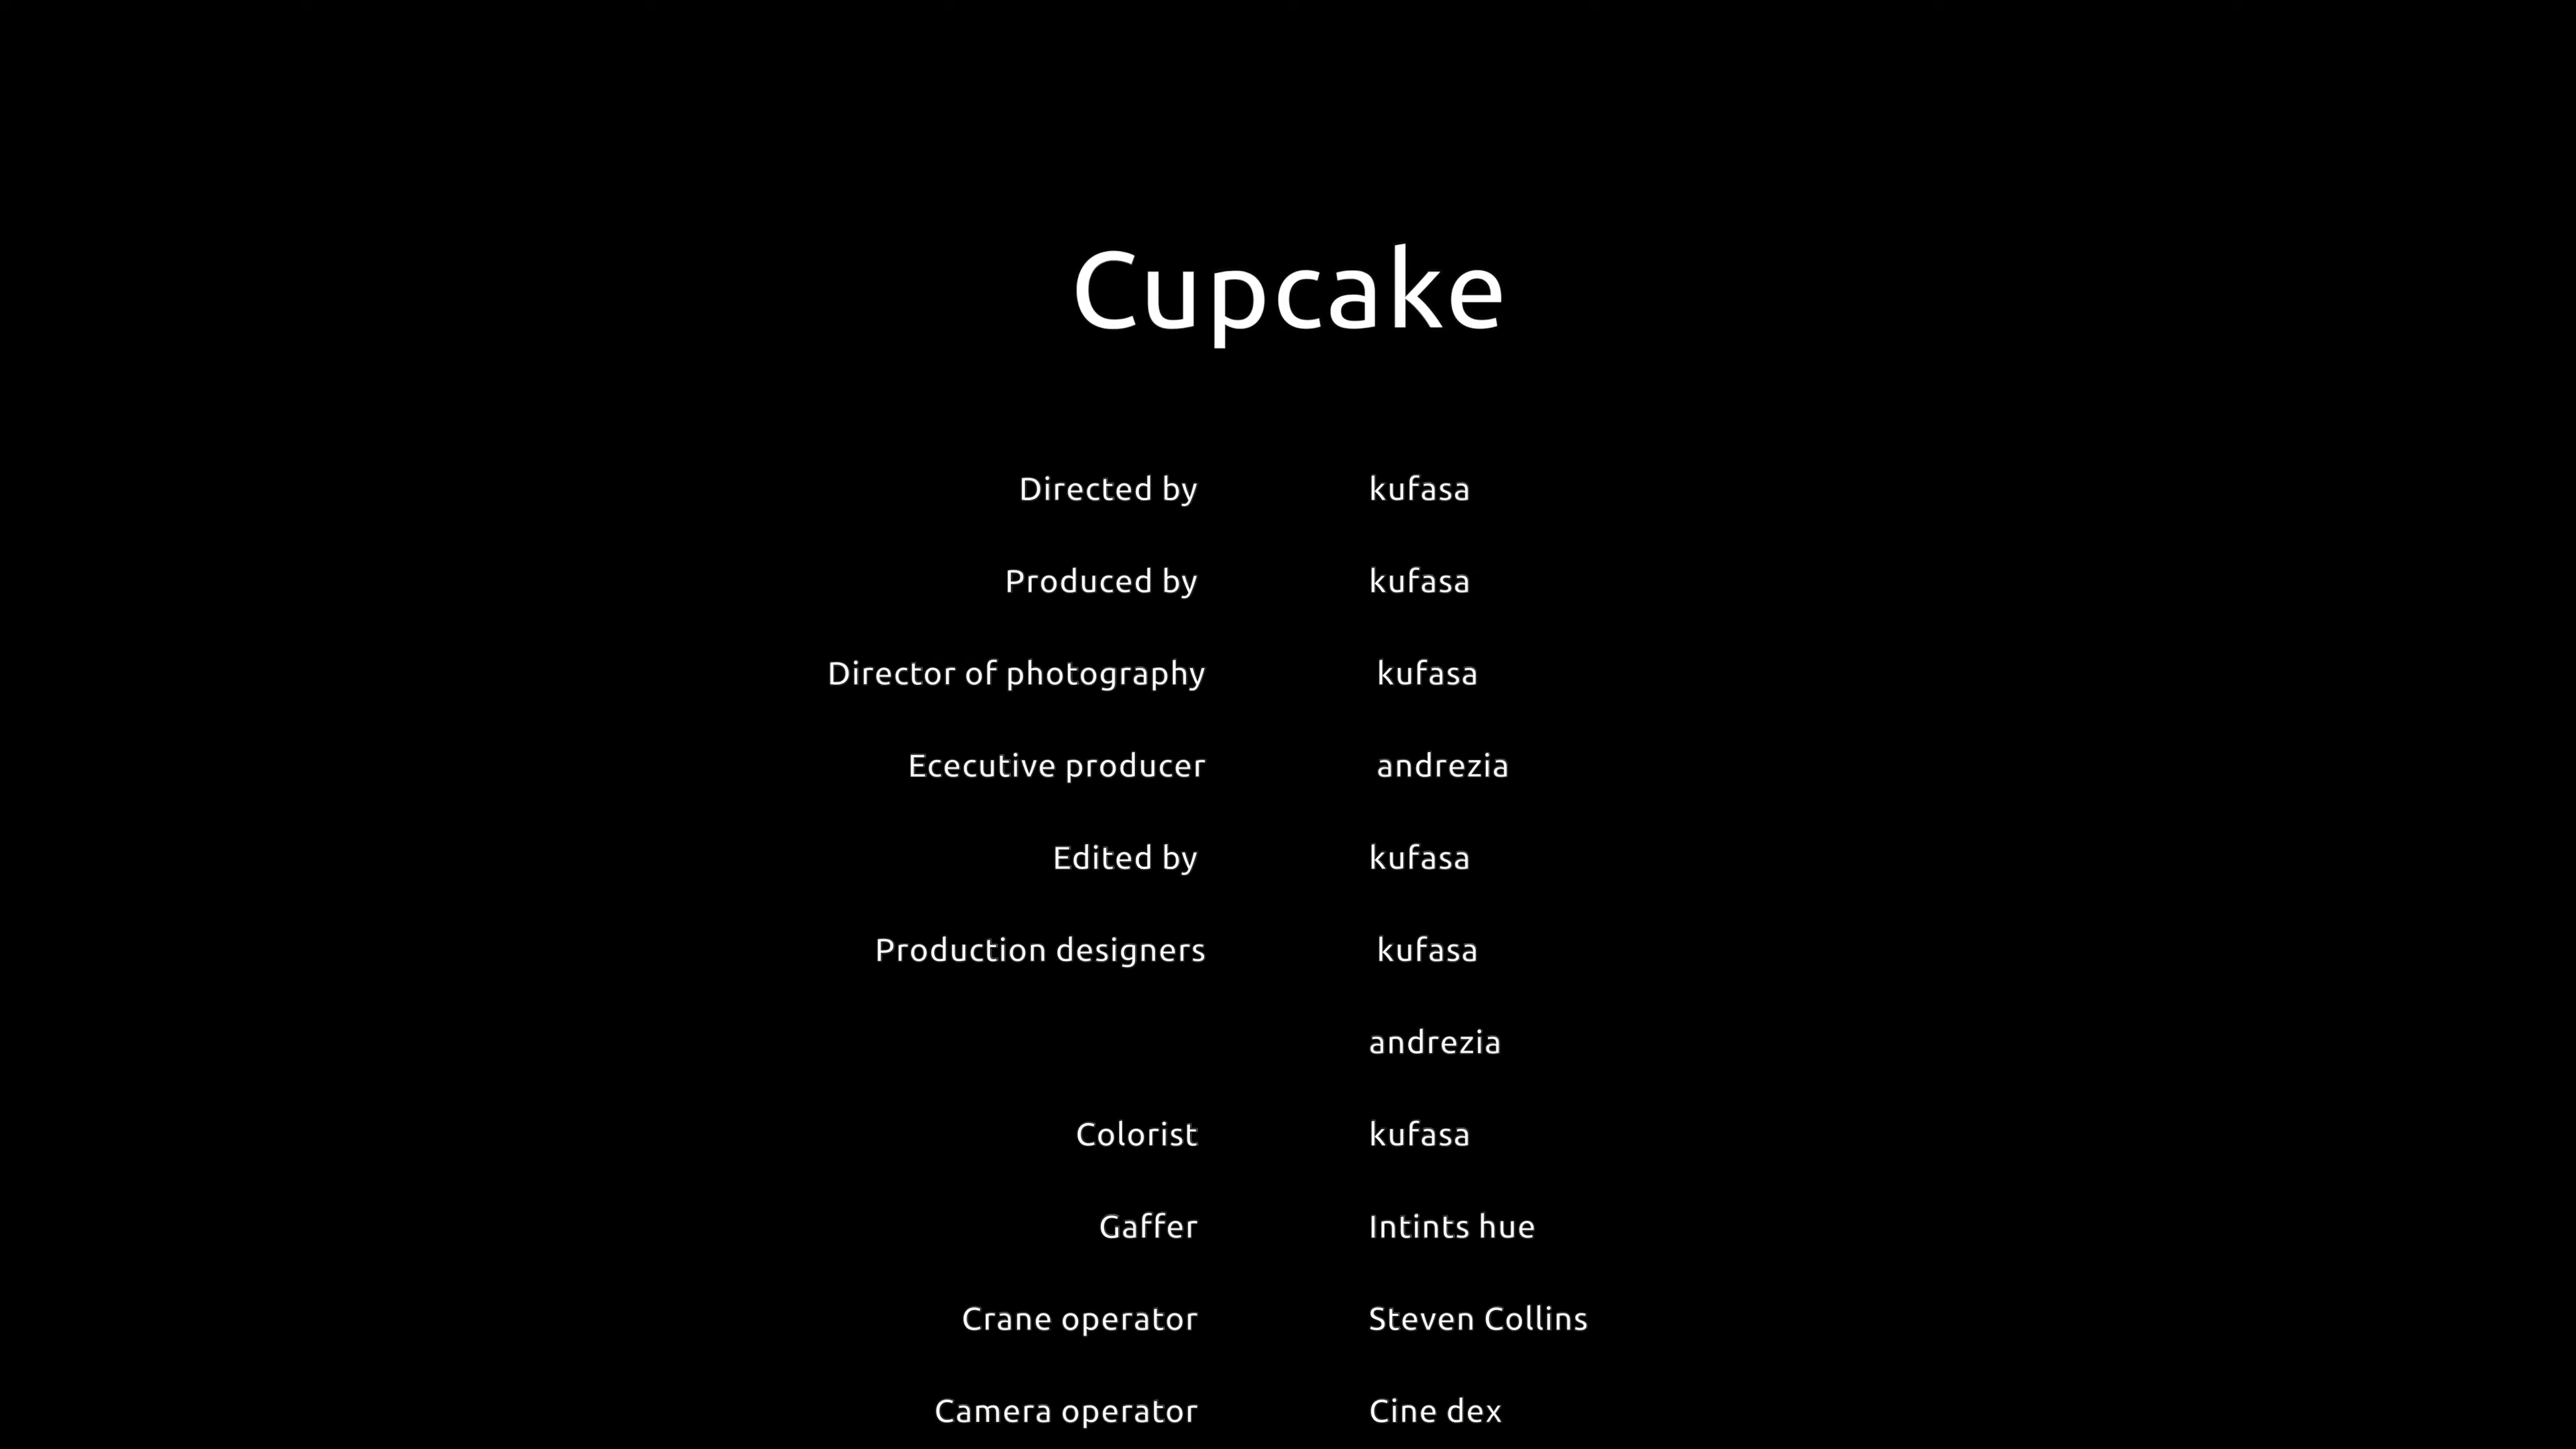 Cupcake
Directed by kufasa
Produced by kufasa
Director of photography kufasa
Ececutive producer andrezia
Edited by kufasa
Production designers kufasa
andrezia
Colorist kufasa
Gaffer Intints hue
Crane operator Steven Collins
Camera operator Cine dex